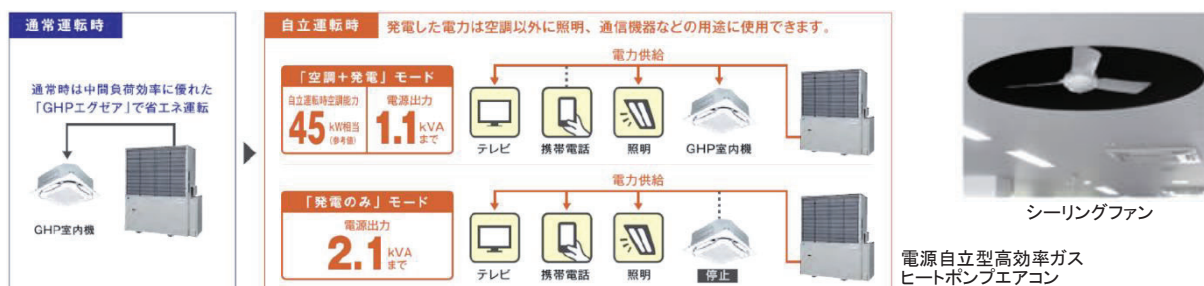 通常運転時
通常時は中間負荷効率に優れた
「GHPエグゼア」で省エネ運転
GHP室内機
自立運転時
発電した電力は空調以外に照明、通信機器などの用途に使用できます。
「空調+発電」モード
自立運転時空調能力
45 kW相当
(参考値)
電源出力
1.1 kVA
まで
電力供給
テレビ
携帯電話
照明
GHP室内機
「発電のみ」モード
電源出力
2.1 kVA
まで
電力供給
テレビ
携帯電話
照明
停止
シーリングファン
電源自立型高効率ガス
ヒートポンプエアコン